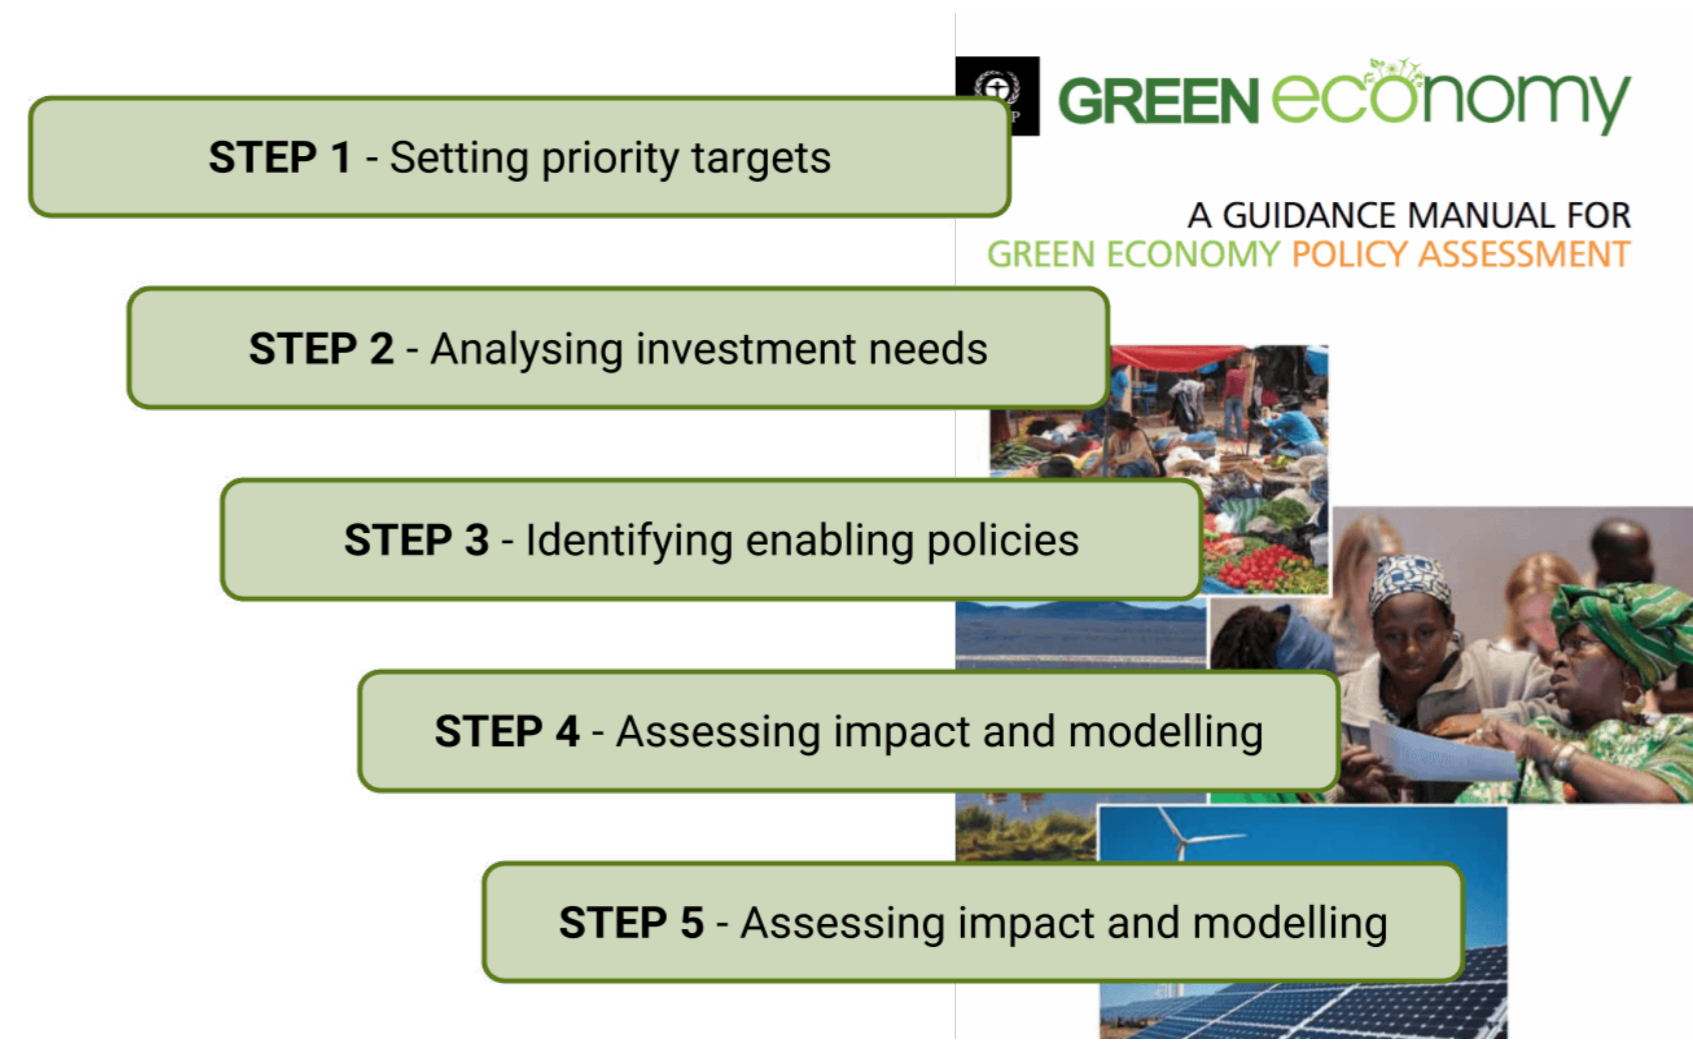 GREEN economy
STEP 1 - Setting priority targets
A GUIDANCE MANUAL FOR
GREEN ECONOMY POLICY ASSESSMENT
STEP 2 - Analysing investment needs
STEP 3 - Identifying enabling policies
STEP 4 - Assessing impact and modelling
STEP 5 - Assessing impact and modelling